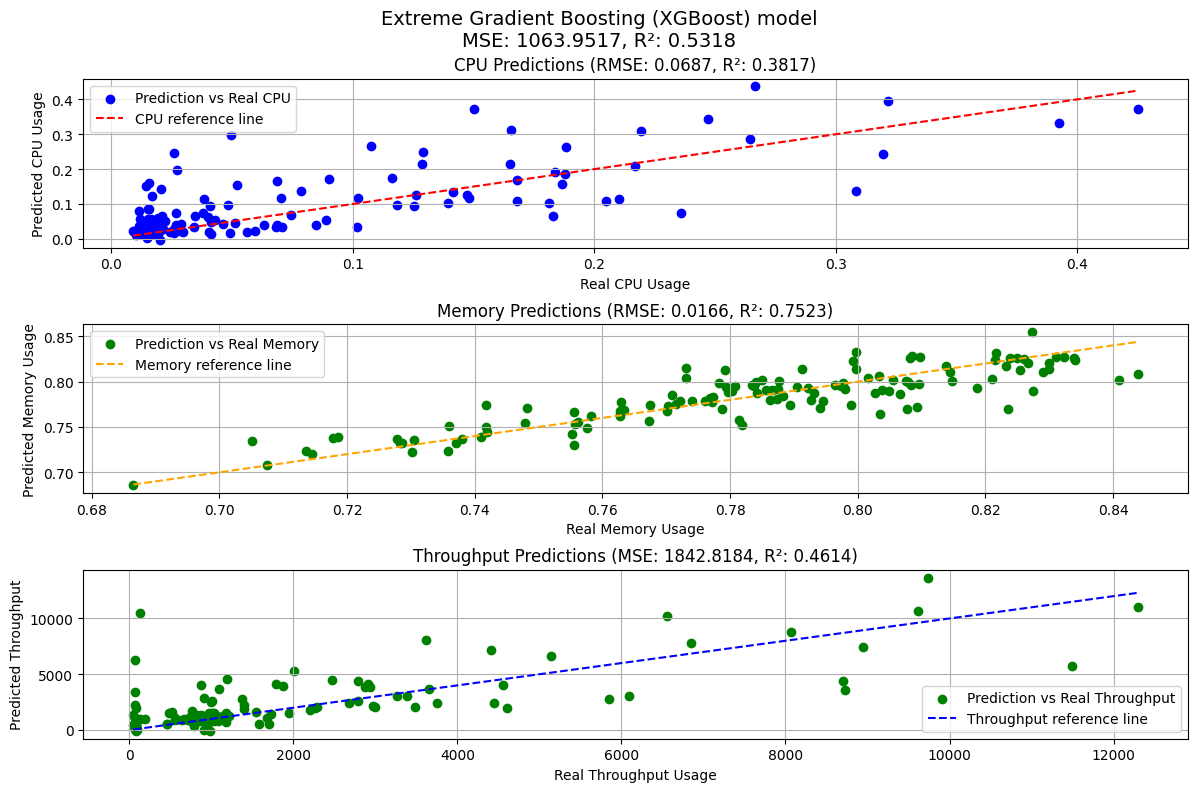 Extreme Gradient Boosting (XGBoost) model
MSE: 1063.9517, R²: 0.5318
CPU Predictions (RMSE: 0.0687, R²: 0.3817)
Predicted CPU Usage
0.4
0.3
0.2
0.1
0.0
Prediction vs Real CPU
CPU reference line
0.0 0.1 0.2 0.3 0.4
Real CPU Usage
Memory Predictions (RMSE: 0.0166, R²: 0.7523)
Predicted Memory Usage
0.85
0.80
0.75
0.70
Prediction vs Real Memory
Memory reference line
0.68 0.70 0.72 0.74 0.76 0.78 0.80 0.82 0.84
Real Memory Usage
Throughput Predictions (MSE: 1842.8184, R²: 0.4614)
Predicted Throughput
10000
5000
0
Prediction vs Real Throughput
Throughput reference line
0 2000 4000 6000 8000 10000 12000
Real Throughput Usage